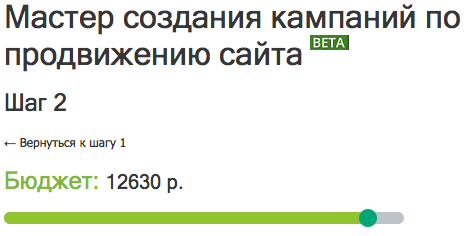 Мастер создания кампаний по
продвижению сайта BETA
Шаг 2
← Вернуться к шагу 1
Бюджет: 12630 р.